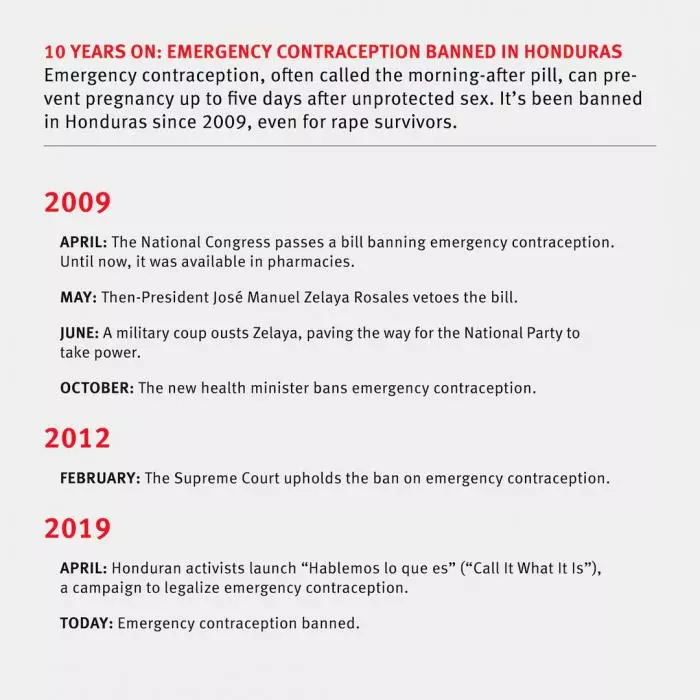 10 YEARS ON: EMERGENCY CONTRACEPTION BANNED IN HONDURAS
Emergency contraception, often called the morning-after pill, can pre-
vent pregnancy up to five days after unprotected sex. It’s been banned
in Honduras since 2009, even for rape survivors.
2009
APRIL: The National Congress passes a bill banning emergency contraception.
Until now, it was available in pharmacies.
MAY: Then-President José Manuel Zelaya Rosales vetoes the bill.
JUNE: A military coup ousts Zelaya, paving the way for the National Party to
take power.
OCTOBER: The new health minister bans emergency contraception.
2012
FEBRUARY: The Supreme Court upholds the ban on emergency contraception.
2019
APRIL: Honduran activists launch “Hablemos lo que es” (“Call It What It Is”),
a campaign to legalize emergency contraception.
TODAY: Emergency contraception banned.